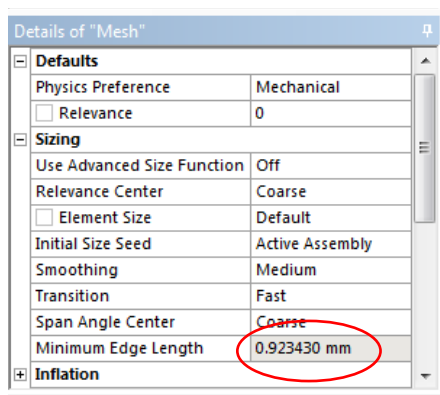 Details of "Mesh"
Defaults
Physics Preference Mechanical
Relevance 0
Sizing
Use Advanced Size Function Off
Relevance Center Coarse
Element Size Default
Initial Size Seed Active Assembly
Smoothing Medium
Transition Fast
Span Angle Center Coarse
Minimum Edge Length 0.923430 mm
Inflation